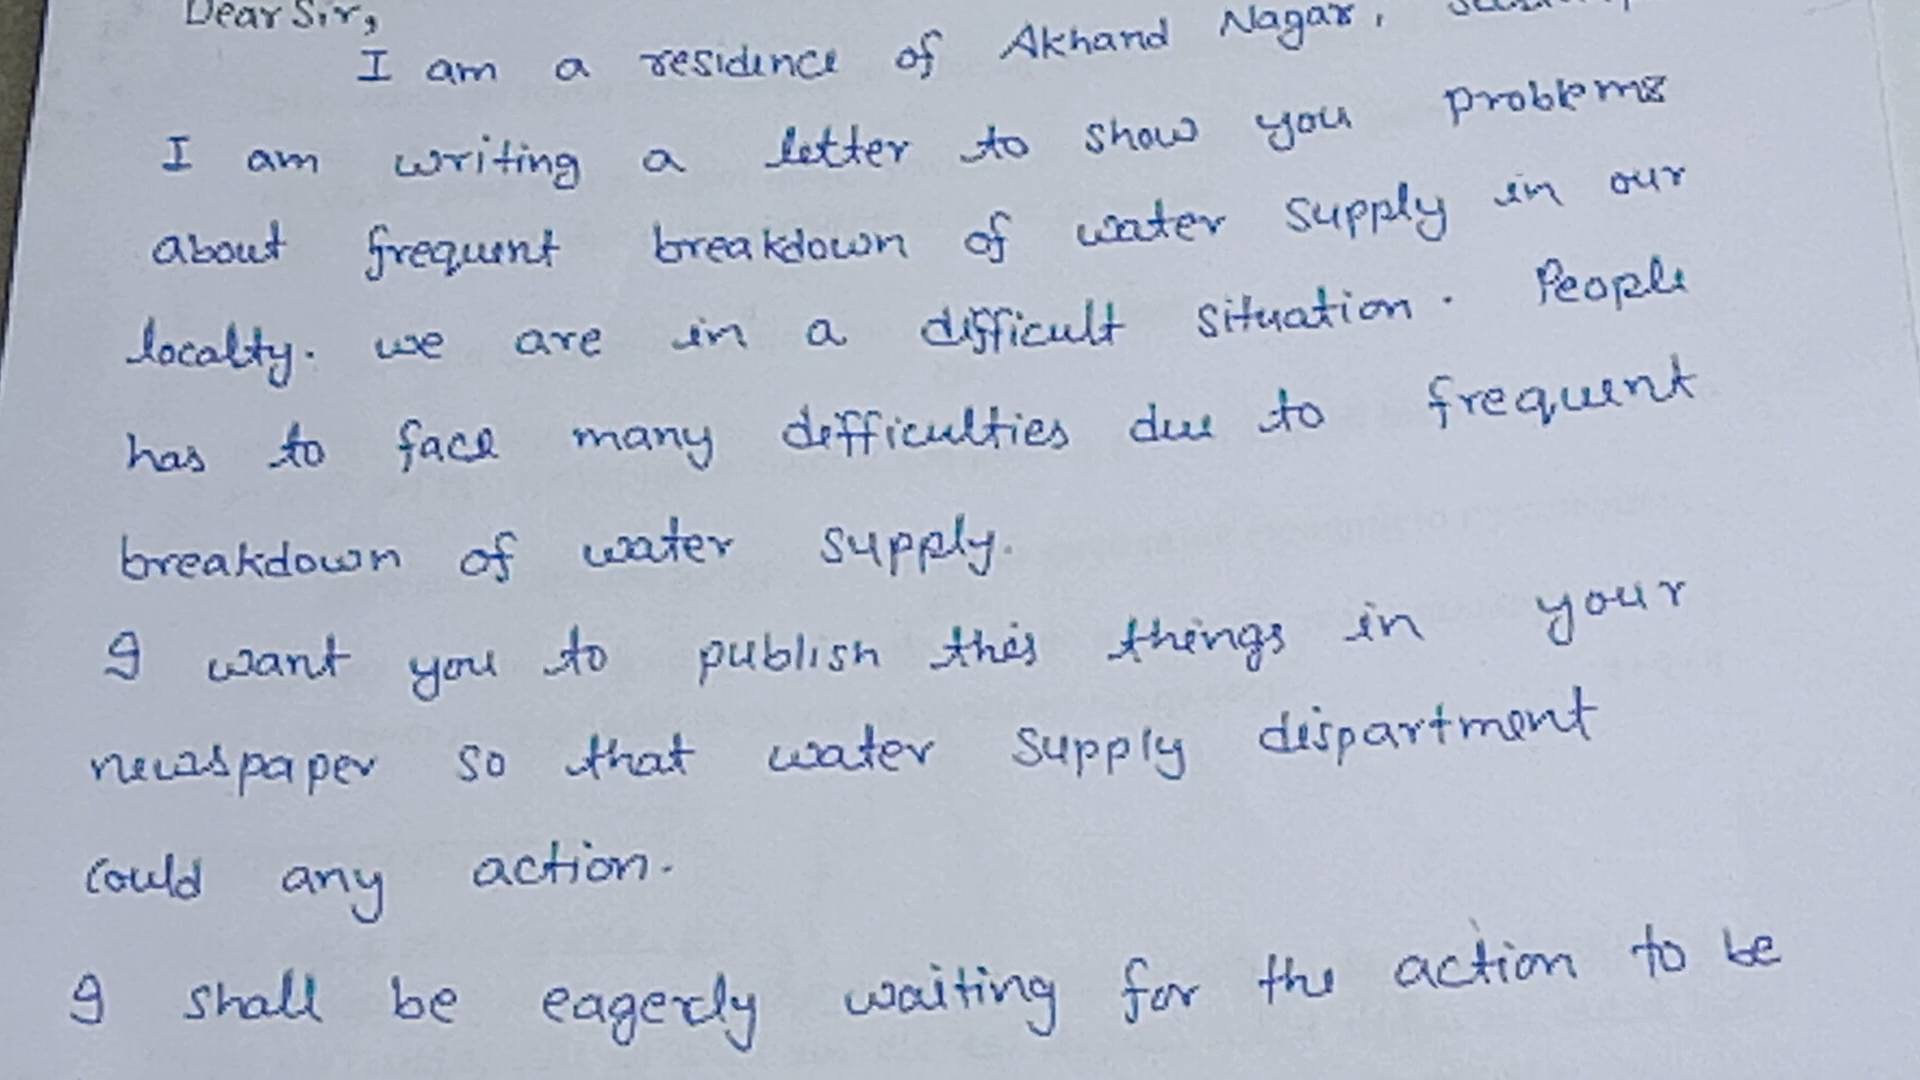 Dear Sir,
I am a residence of Akhand Nagar,
I am writing a letter to show you problems
about frequent breakdown of water supply in our
localty. we are in a difficult situation. People
has to face many defficulties due to frequent
breakdown of water supply.
I want you to publish this things in your
newspaper so that water supply dispartment
could any action.
I shall be eagerly waiting for the action to be